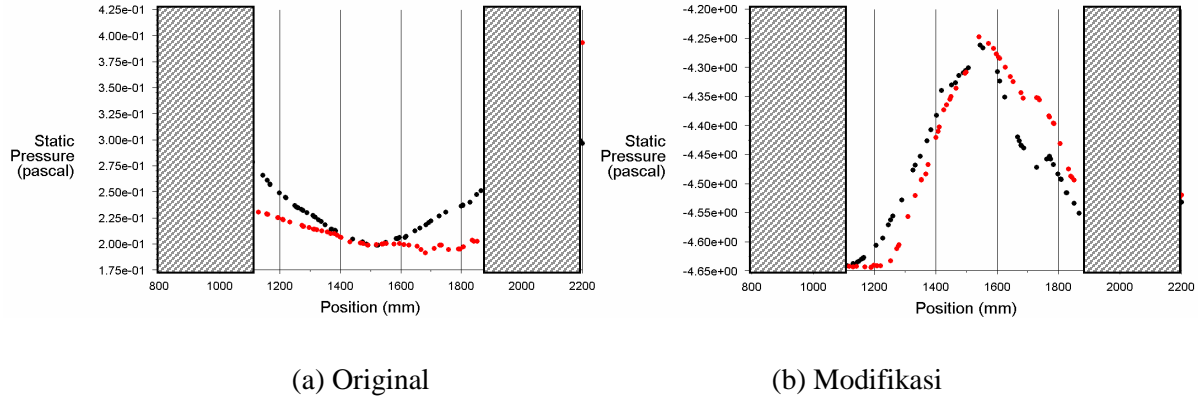 4.25e-01
4.00e-01
3.75e-01
3.50e-01
3.25e-01
3.00e-01
2.75e-01
2.50e-01
2.25e-01
2.00e-01
1.75e-01
Static
Pressure
(pascal)
800 1000 1200 1400 1600 1800 2000 2200
Position (mm)
-4.20e+00
-4.25e+00
-4.30e+00
-4.35e+00
-4.40e+00
-4.45e+00
-4.50e+00
-4.55e+00
-4.60e+00
-4.65e+00
Static
Pressure
(pascal)
800 1000 1200 1400 1600 1800 2000 2200
Position (mm)
(a) Original
(b) Modifikasi